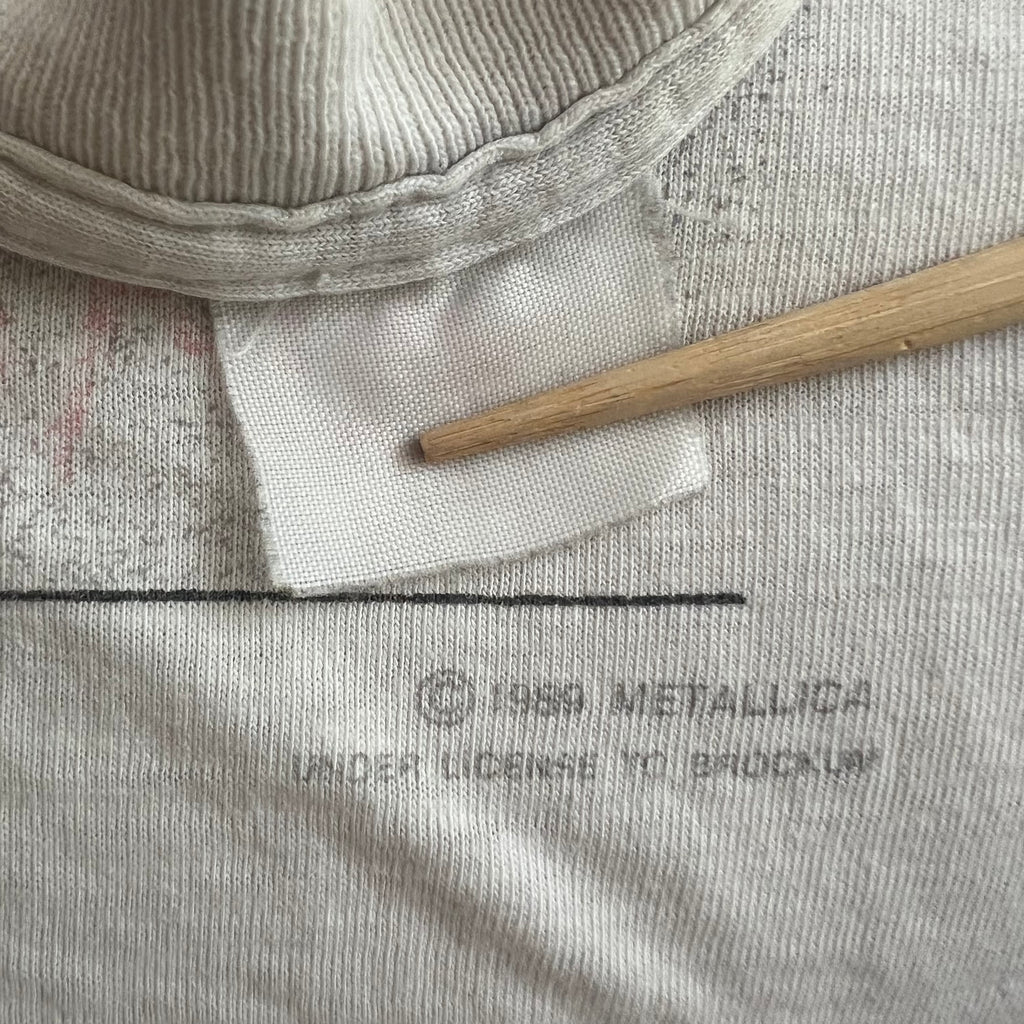 © 1989 METALLICA
UNDER LICENSE TO BROCKUM